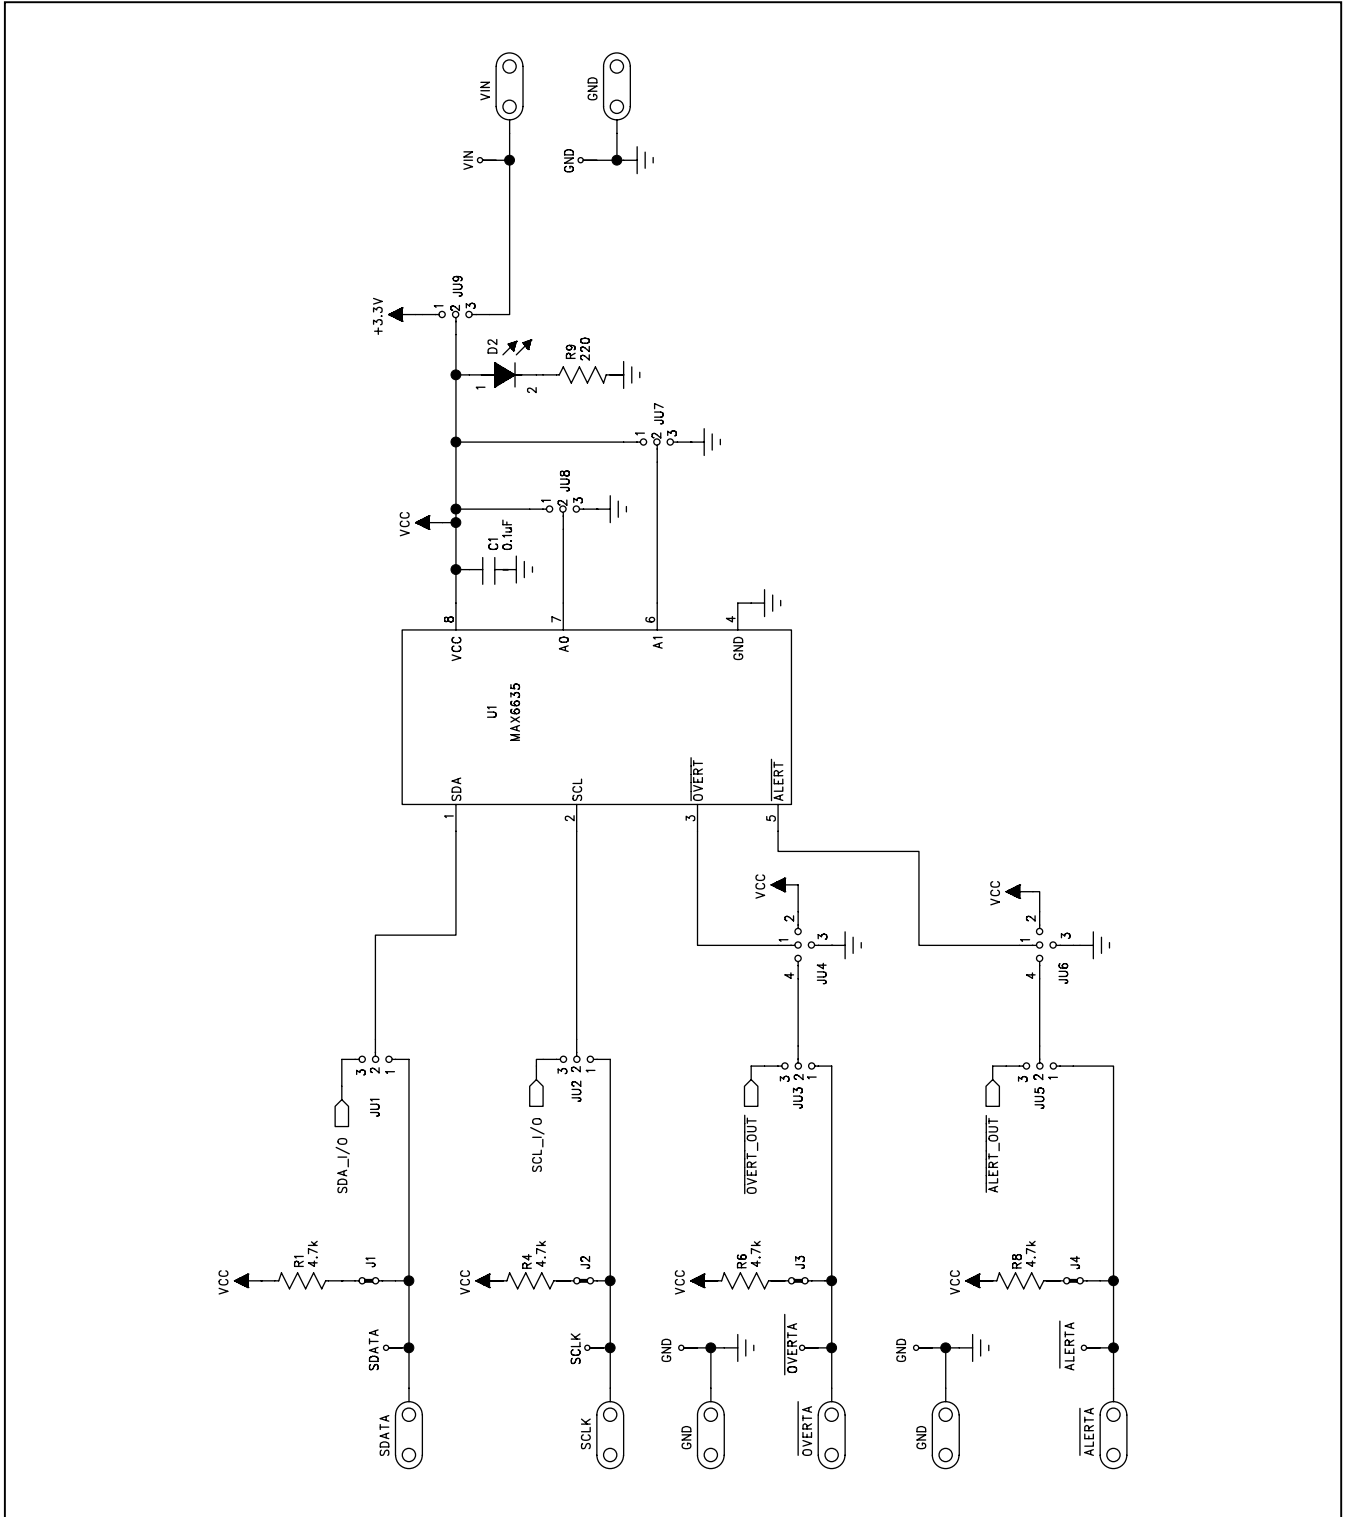 VIN
VIN
GND
GND
+3.3V
1
2
3
JU9
D2
1
2
R9
220
1
2
3
JU7
1
2
3
JU8
VCC
C1
0.1uF
8
VCC
7
A0
6
A1
4
GND
U1
MAX6635
SDA
1
SCL
2
OVERT
3
ALERT
5
VCC
2
1
3
4
JU4
VCC
2
1
3
4
JU6
3
2
1
JU1
SDA_I/O
3
2
1
JU2
SCL_I/O
3
2
1
JU3
OVERT_OUT
3
2
1
JU5
ALERT_OUT
VCC
R1
4.7k
J1
VCC
R4
4.7k
J2
VCC
R6
4.7k
J3
VCC
R8
4.7k
J4
SDATA
SCLK
GND
OVERTA
GND
ALERTA
SDATA
SCLK
GND
OVERTA
GND
ALERTA